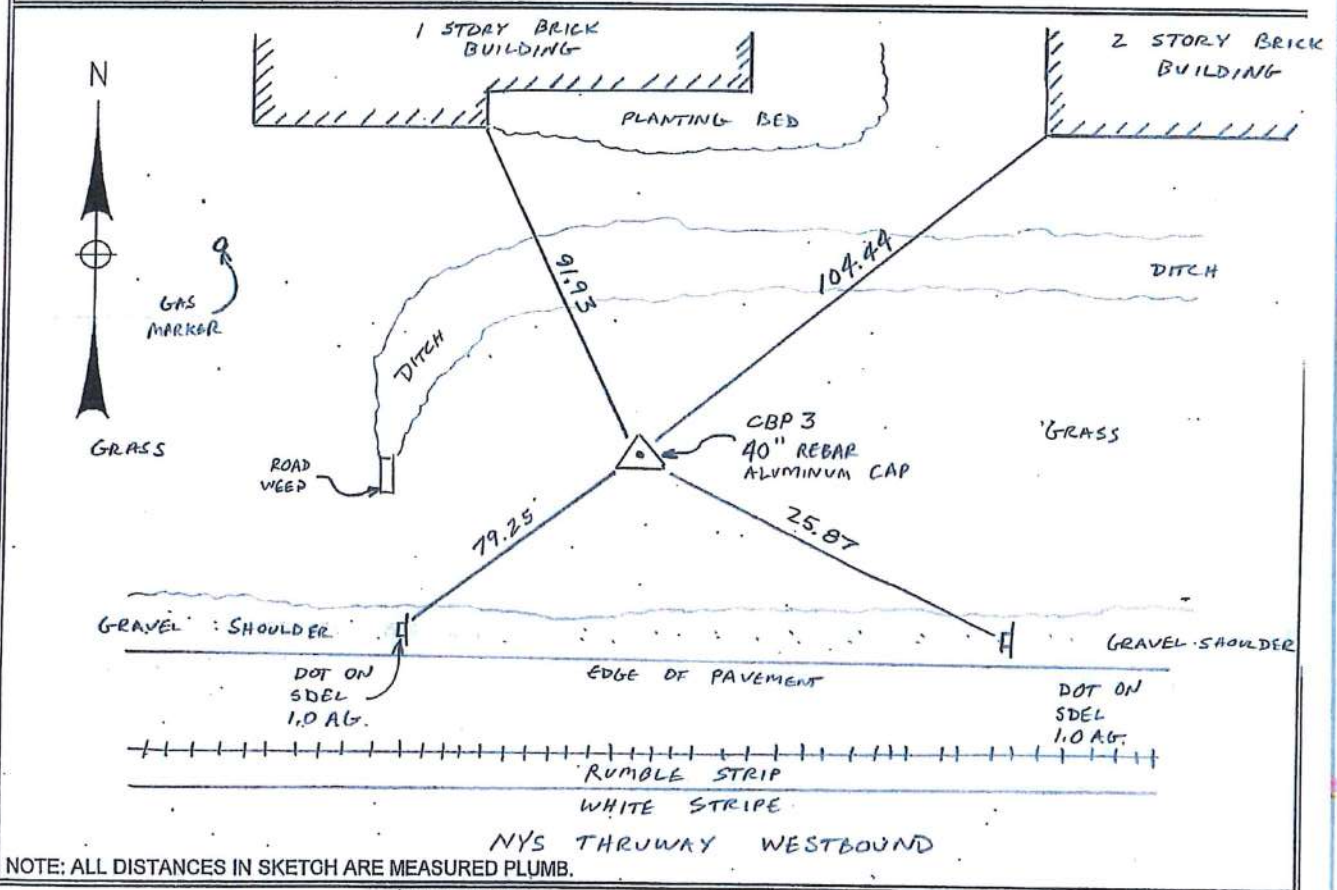 1 STORY BRICK
BUILDING
2 STORY BRICK
BUILDING
N
PLANTING BED
91.93
104.44
DITCH
GAS
MARKER
DITCH
GRASS
CBP 3
40" REBAR
ALUMINUM CAP
GRASS
ROAD
WEEP
79.25'
25.87
GRAVEL SHOULDER
GRAVEL SHOULDER
DOT ON
SDEL
1.0 AG.
EDGE OF PAVEMENT
DOT ON
SDEL
1.0 AG.
RUMBLE STRIP
WHITE STRIPE
NYS THRUWAY WESTBOUND
NOTE: ALL DISTANCES IN SKETCH ARE MEASURED PLUMB.